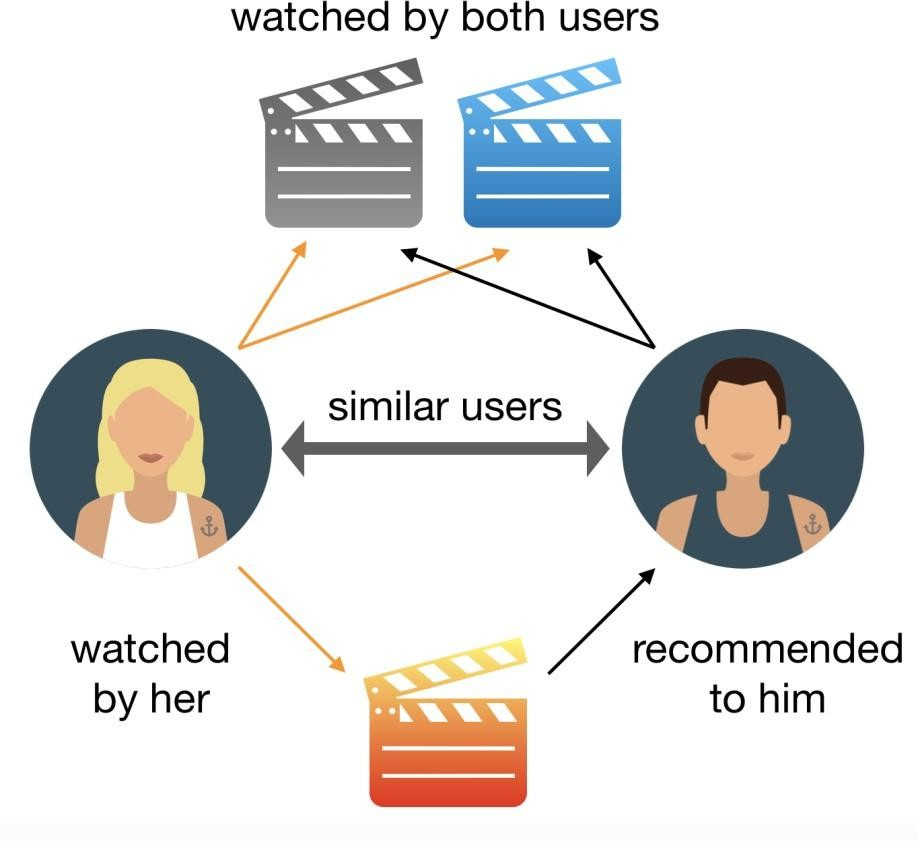 watched by both users
similar users
watched
by her
recommended
to him